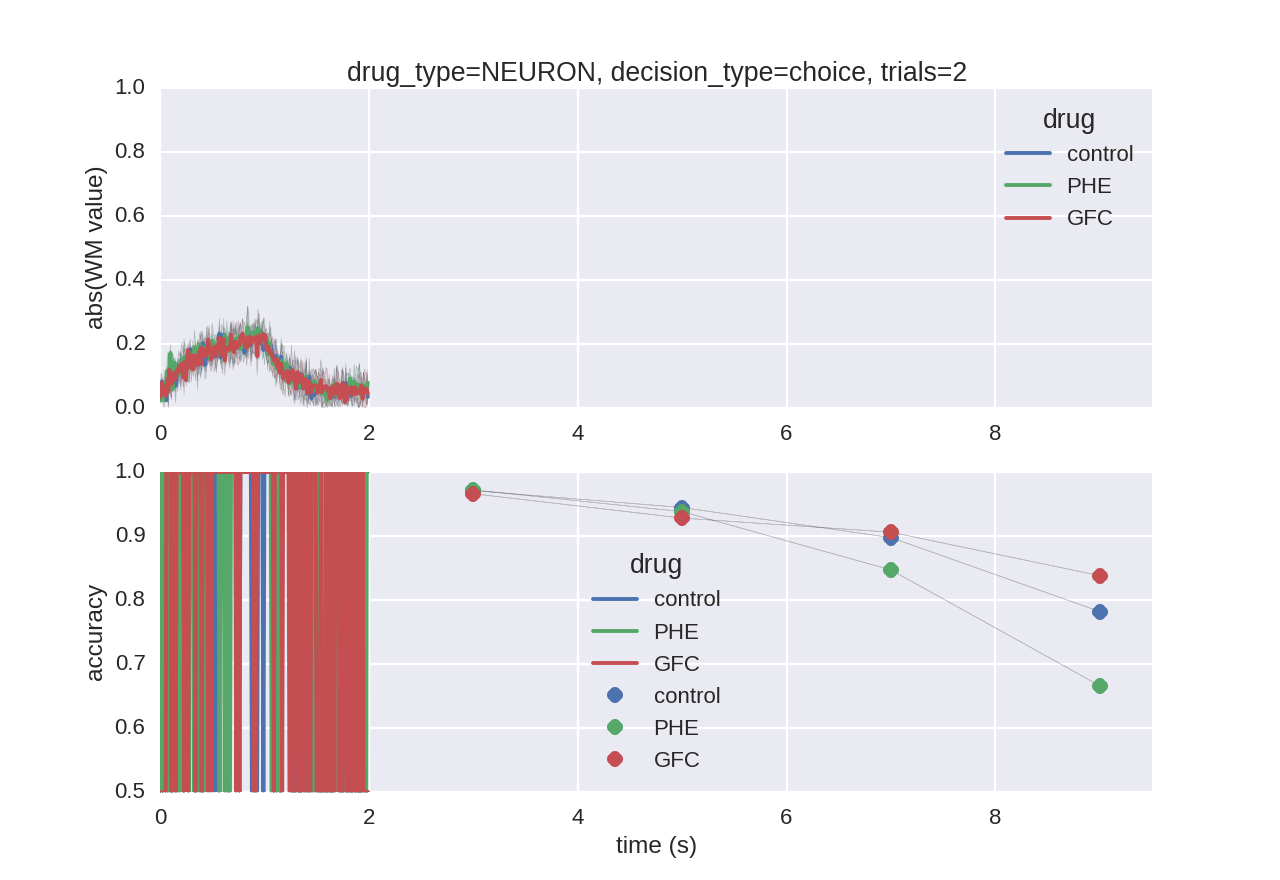 drug_type=NEURON, decision_type=choice, trials=2
1.0
0.8
0.6
0.4
0.2
0.0
abs(WM value)
0 2 4 6 8
drug
control
PHE
GFC
1.0
0.9
0.8
0.7
0.6
0.5
accuracy
drug
control
PHE
GFC
control
PHE
GFC
0 2 4 6 8
time (s)